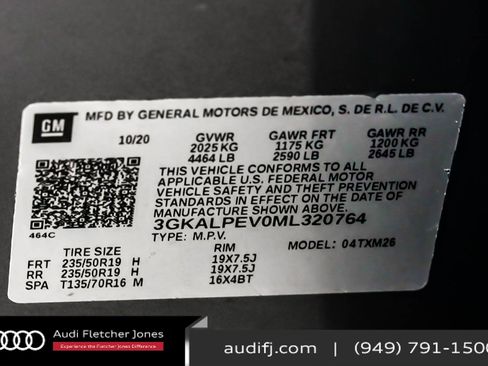 GM
MFD BY GENERAL MOTORS DE MEXICO, S. DE R.L. DE C.V.
10/20 GVWR GAWR FRT GAWR RR
2025 KG 1175 KG 1200 KG
4464 LB 2590 LB 2645 LB
THIS VEHICLE CONFORMS TO ALL
APPLICABLE U.S. FEDERAL MOTOR
VEHICLE SAFETY AND THEFT PREVENTION
STANDARDS IN EFFECT ON THE DATE OF
MANUFACTURE SHOWN ABOVE.
3GKALPEV0ML320764
464C
TYPE: M.P.V. MODEL: 04TXM26
TIRE SIZE RIM
FRT 235/50R19 H 19X7.5J
RR 235/50R19 H 19X7.5J
SPA T135/70R16 M 16X4BT
Audi Fletcher Jones
Experience the Fletcher Jones Difference.
audifj.com | (949) 791-1500